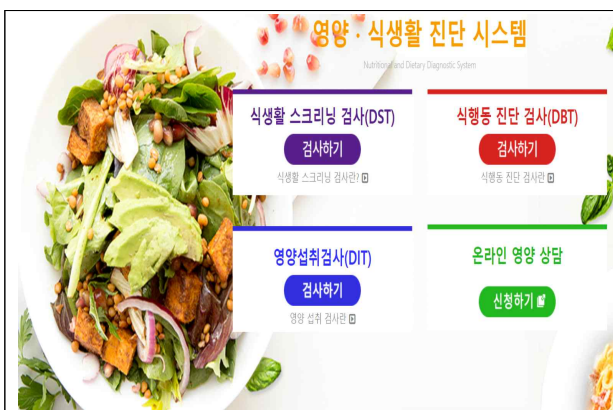 영양 · 식생활 진단 시스템
Nutritional and Dietary Diagnostic System
식생활 스크리닝 검사(DST)
검사하기
식생활 스크리닝 검사란?
식행동 진단 검사(DBT)
검사하기
식행동 진단 검사란
영양섭취검사(DIT)
검사하기
영양 섭취 검사란
온라인 영양 상담
신청하기